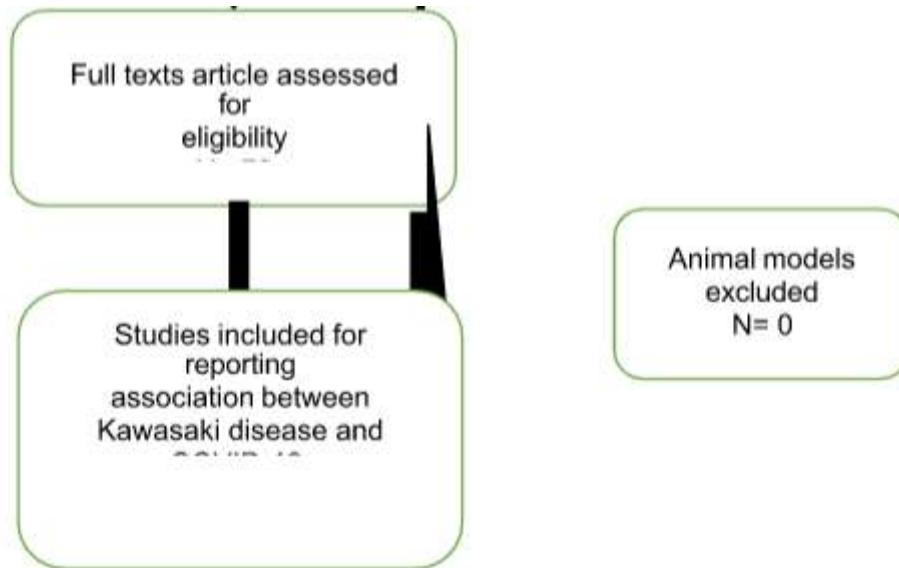 Full texts article assessed
for
eligibility
Animal models
excluded
N= 0
Studies included for
reporting
association between
Kawasaki disease and